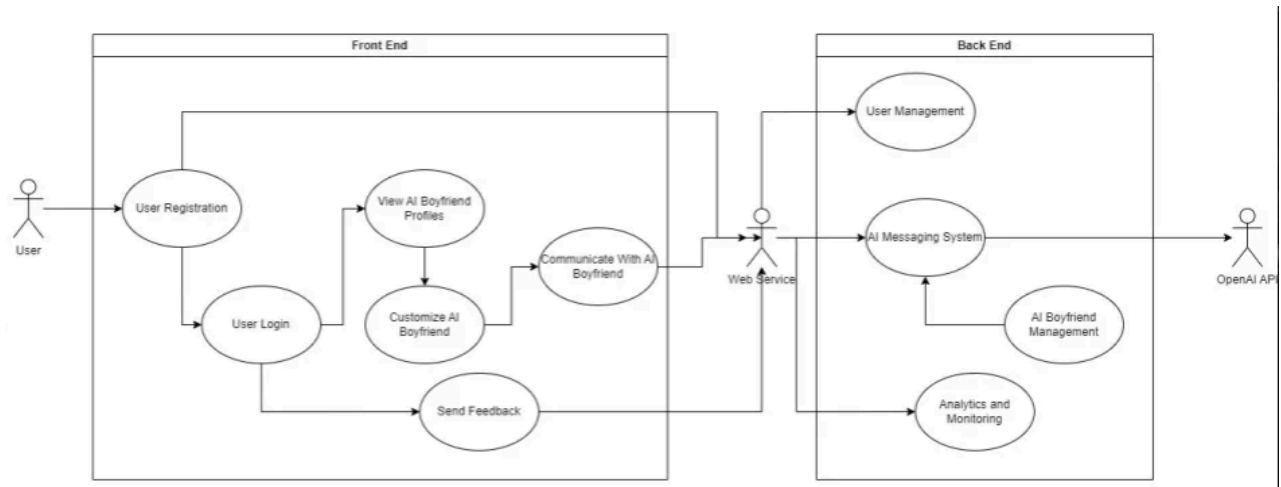 Front End
Back End
User Management
User Registration
View AI Boyfriend
Profiles
User
Communicate With AI
Boyfriend
Web Service
AI Messaging System
OpenAI API
User Login
Customize AI
Boyfriend
AI Boyfriend
Management
Send Feedback
Analytics and
Monitoring